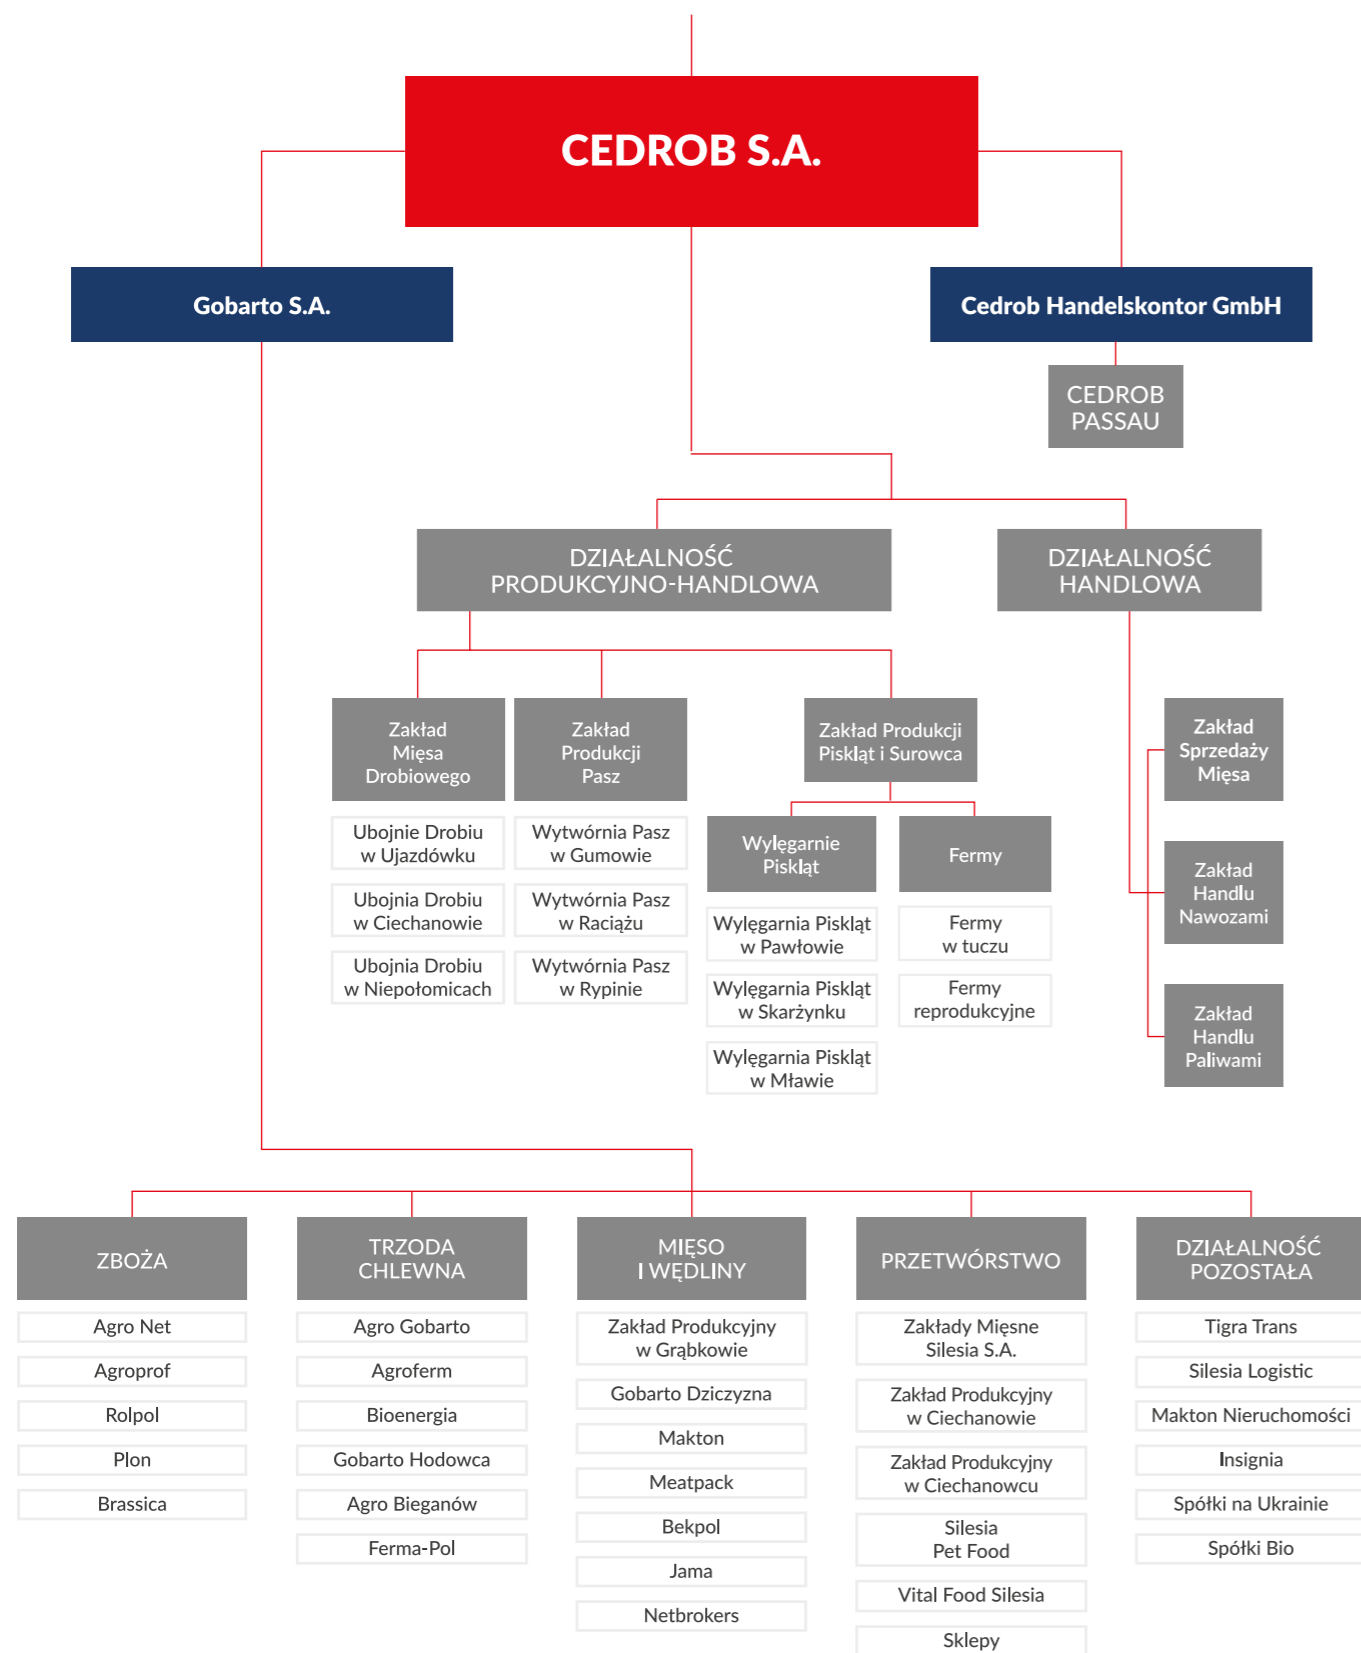 CEDROB S.A.
Gobarto S.A.
Cedrob Handelskontor GmbH
CEDROB
PASSAU
DZIAŁALNOŚĆ
PRODUKCYJNO-HANDLOWA
DZIAŁALNOŚĆ
HANDLOWA
Zakład
Mięsa
Drobiowego
Ubojnie Drobiu
w Ujazdówku
Ubojnia Drobiu
w Ciechanowie
Ubojnia Drobiu
w Niepołomicach
Zakład
Produkcji
Pasz
Wytwórnia Pasz
w Gumowie
Wytwórnia Pasz
w Raciążu
Wytwórnia Pasz
w Rypinie
Zakład Produkcji
Piskląt i Surowca
Wylęgarnie
Piskląt
Wylęgarnia Piskląt
w Pawłowie
Wylęgarnia Piskląt
w Skarżynku
Wylęgarnia Piskląt
w Mławie
Fermy
Fermy
w tuczu
Fermy
reprodukcyjne
Zakład
Sprzedaży
Mięsa
Zakład
Handlu
Nawozami
Zakład
Handlu
Paliwami
ZBOŻA
Agro Net
Agroprof
Rolpol
Plon
Brassica
TRZODA
CHLEWNA
Agro Gobarto
Agroferm
Bioenergia
Gobarto Hodowca
Agro Bieganów
Ferma-Pol
MIĘSO
I WĘDLINY
Zakład Produkcyjny
w Grąbkowie
Gobarto Dziczyzna
Makton
Meatpack
Bekpol
Jama
Netbrokers
PRZETWÓRSTWO
Zakłady Mięsne
Silesia S.A.
Zakład Produkcyjny
w Ciechanowie
Zakład Produkcyjny
w Ciechanowcu
Silesia
Pet Food
Vital Food Silesia
Sklepy
DZIAŁALNOŚĆ
POZOSTAŁA
Tigra Trans
Silesia Logistic
Makton Nieruchomości
Insignia
Spółki na Ukrainie
Spółki Bio